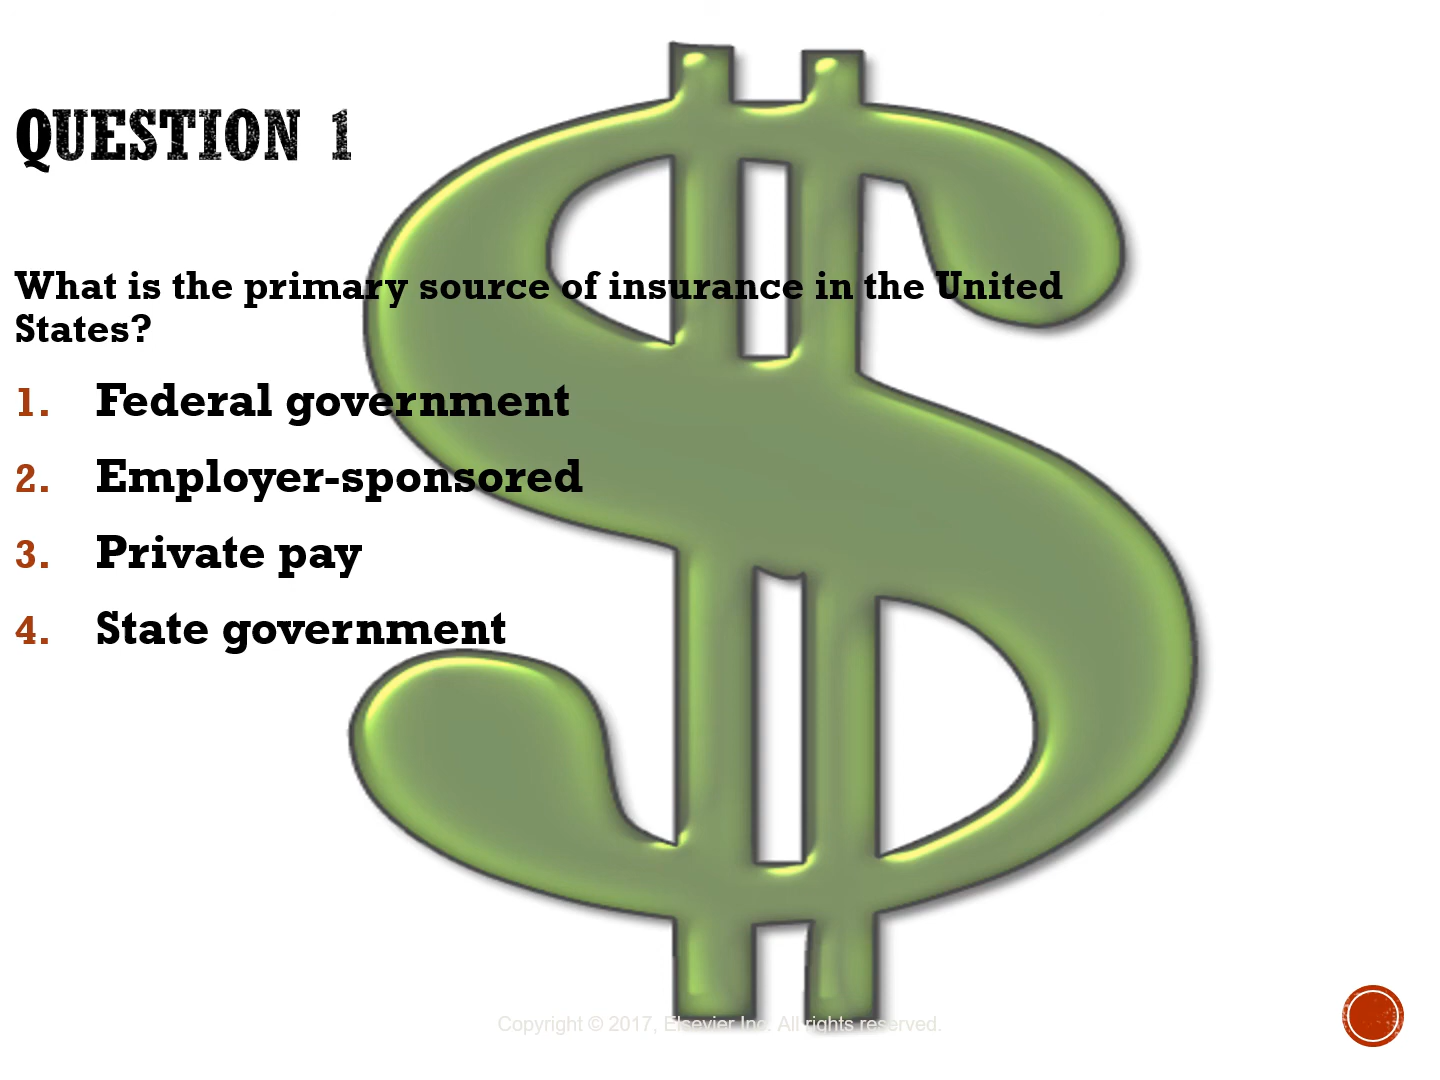 QUESTION 1
What is the primary source of insurance in the United
States?
1. Federal government
2. Employer-sponsored
3. Private pay
4. State government
Copyright © 2017, Elsevier Inc. All rights reserved.